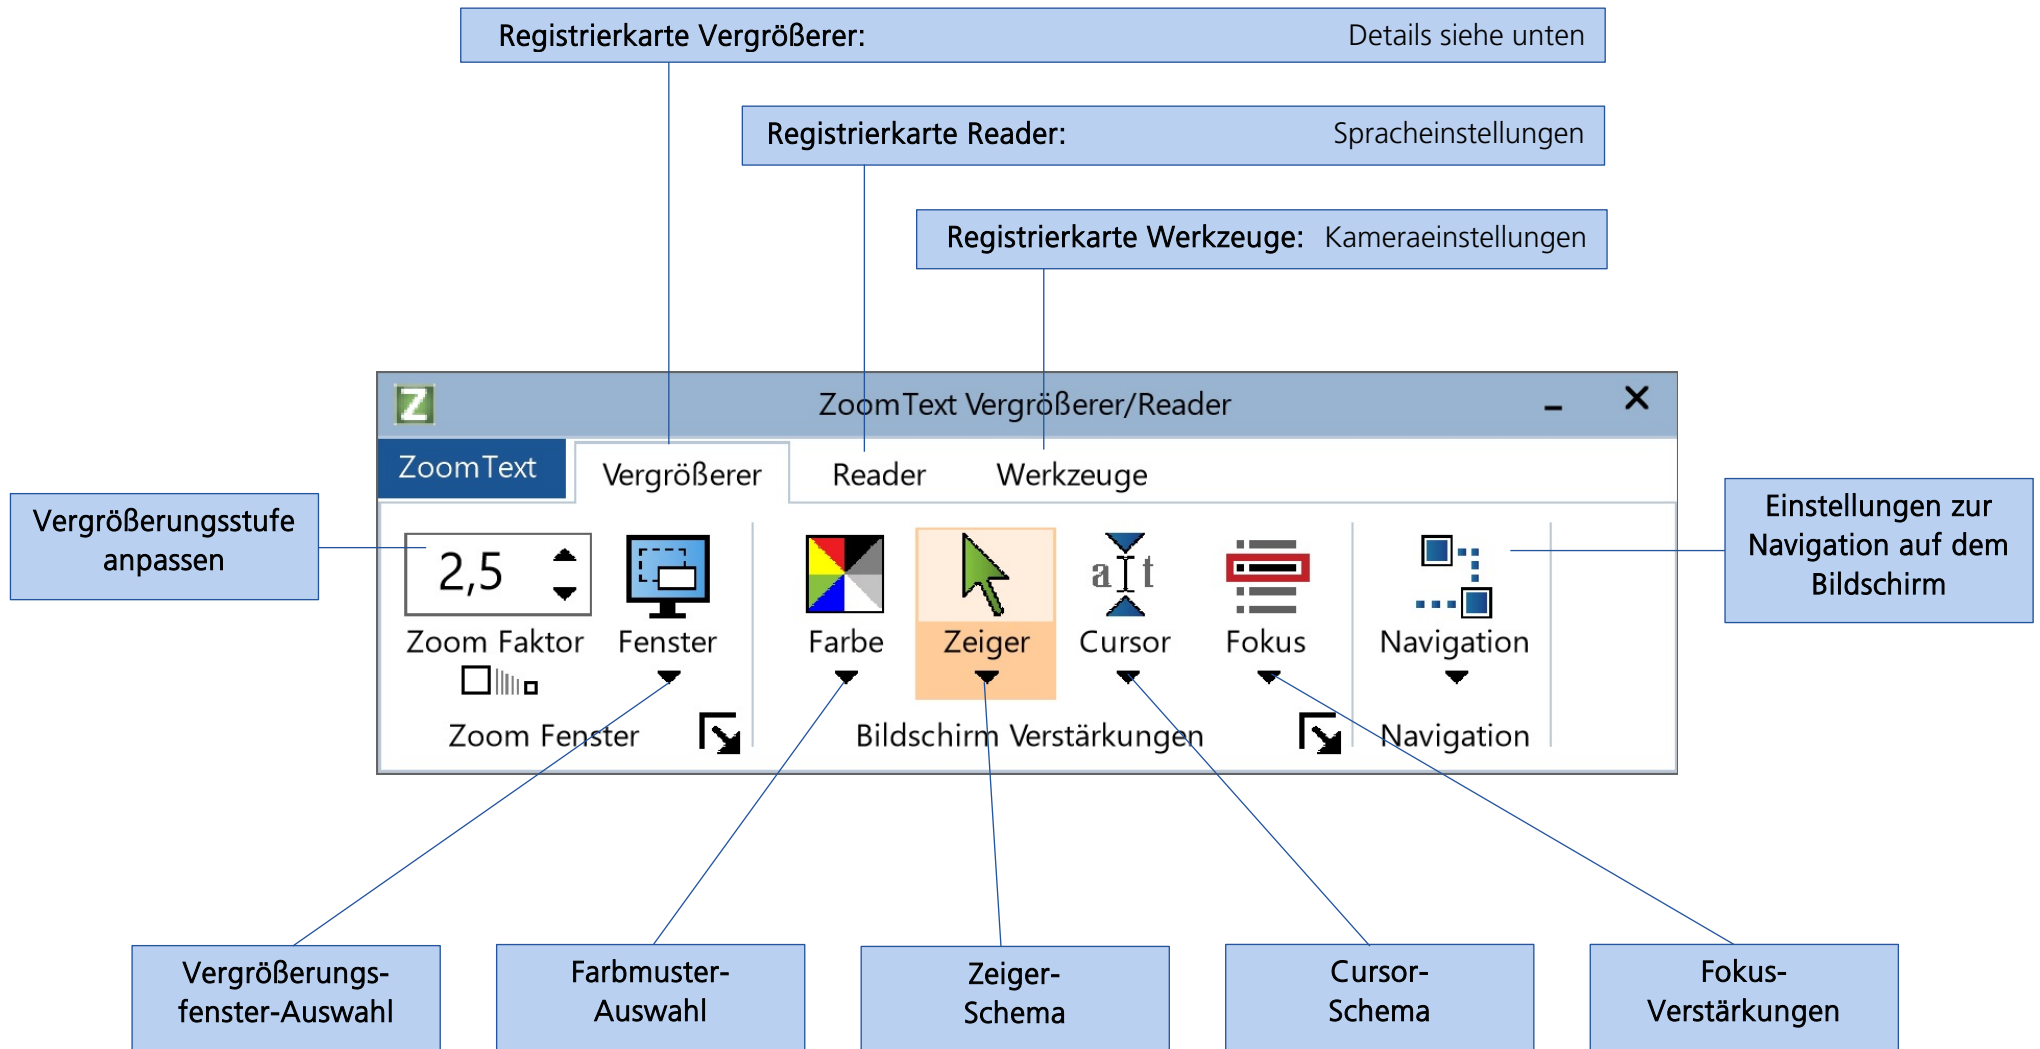 Registrierkarte Vergrößerer: Details siehe unten
Registrierkarte Reader: Spracheinstellungen
Registrierkarte Werkzeuge: Kameraeinstellungen
Z
ZoomText Vergrößerer/Reader
ZoomText Vergrößerer Reader Werkzeuge
Vergrößerungsstufe
anpassen
Einstellungen zur
Navigation auf dem
Bildschirm
2,5
a t
Zoom Faktor Fenster Farbe Zeiger Cursor Fokus Navigation
Zoom Fenster Bildschirm Verstärkungen Navigation
Vergrößerungs-
fenster-Auswahl
Farbmuster-
Auswahl
Zeiger-
Schema
Cursor-
Schema
Fokus-
Verstärkungen